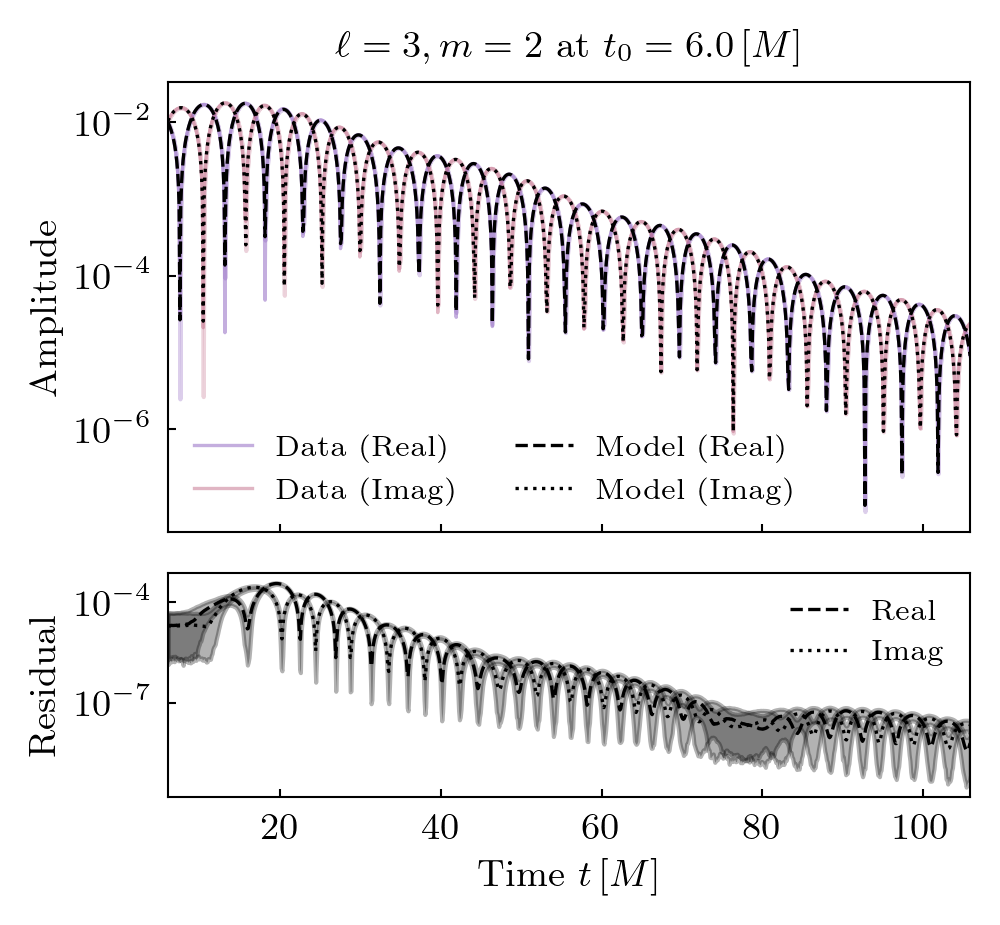 ℓ = 3, m = 2 at t₀ = 6.0 [M]
10⁻²
10⁻⁴
10⁻⁶
Amplitude
Data (Real)
Data (Imag)
Model (Real)
Model (Imag)
10⁻⁴
10⁻⁷
Residual
Real
Imag
20 40 60 80 100
Time t [M]